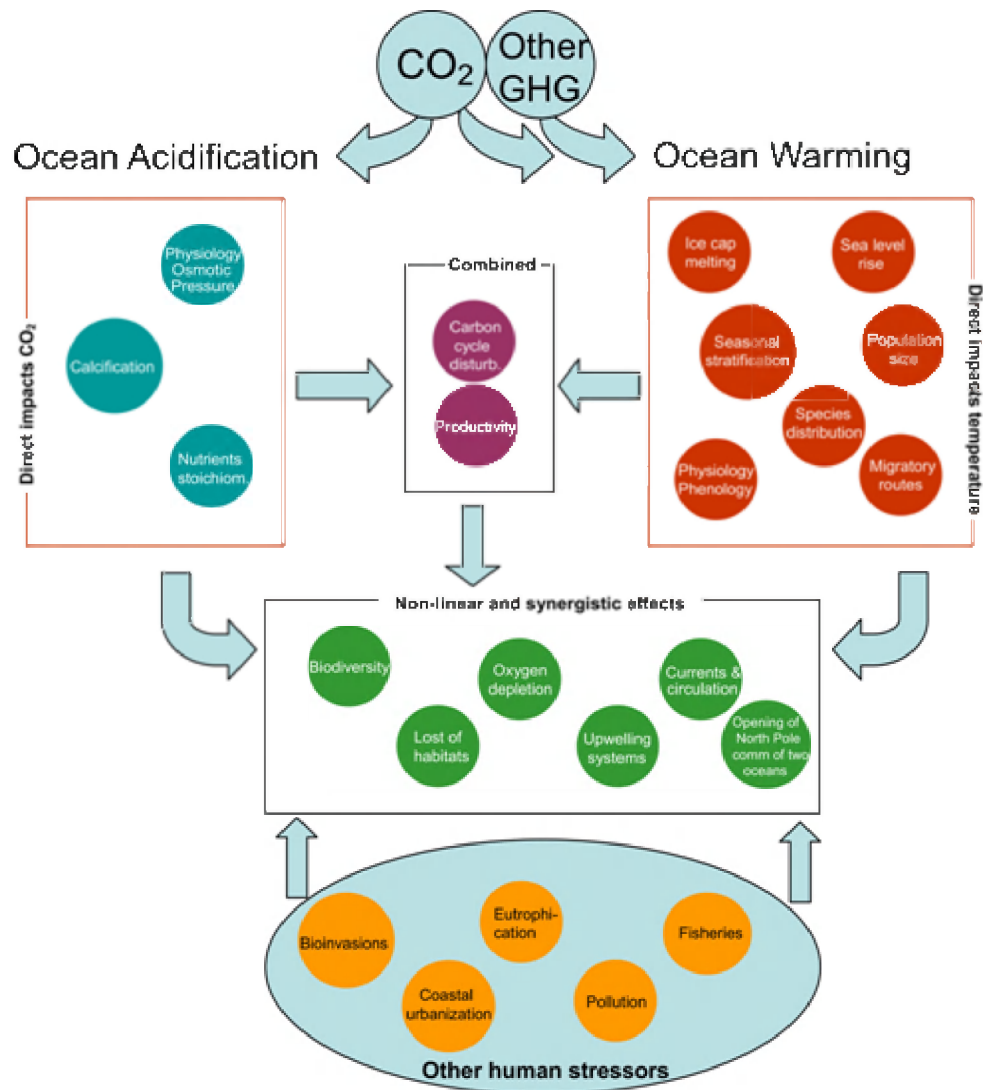 CO₂
Other
GHG
Ocean Acidification
Ocean Warming
Direct impacts CO₂
Physiology
Osmotic
Pressure
Calcification
Nutrients
stoichiom.
Combined
Carbon
cycle
disturb.
Productivity
Ice cap
melting
Sea level
rise
Seasonal
stratification
Population
size
Species
distribution
Physiology
Phenology
Migratory
routes
Direct impacts temperature
Non-linear and synergistic effects
Biodiversity
Oxygen
depletion
Currents &
circulation
Lost of
habitats
Upwelling
systems
Opening of
North Pole
comm of two
oceans
Bioinvasions
Eutrophi-
cation
Fisheries
Coastal
urbanization
Pollution
Other human stressors